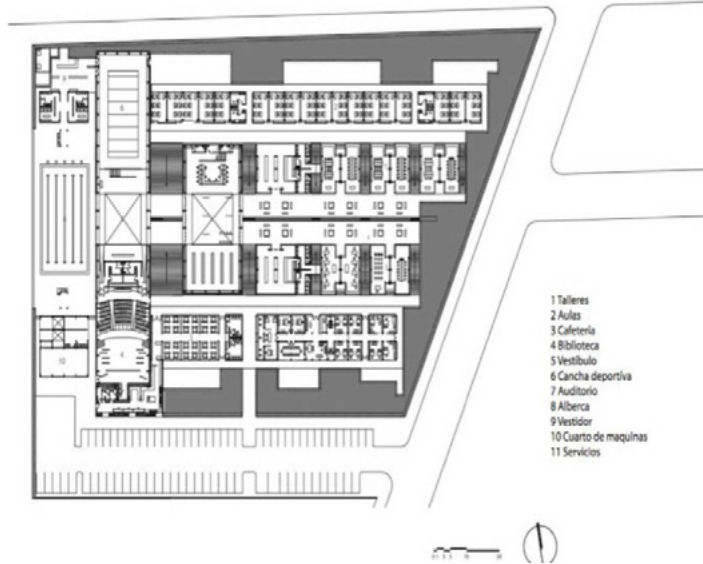 1 Talleres
2 Aulas
3 Cafetería
4 Biblioteca
5 Vestíbulo
6 Cancha deportiva
7 Auditorio
8 Alberca
9 Vestidor
10 Cuarto de maquinas
11 Servicios
10